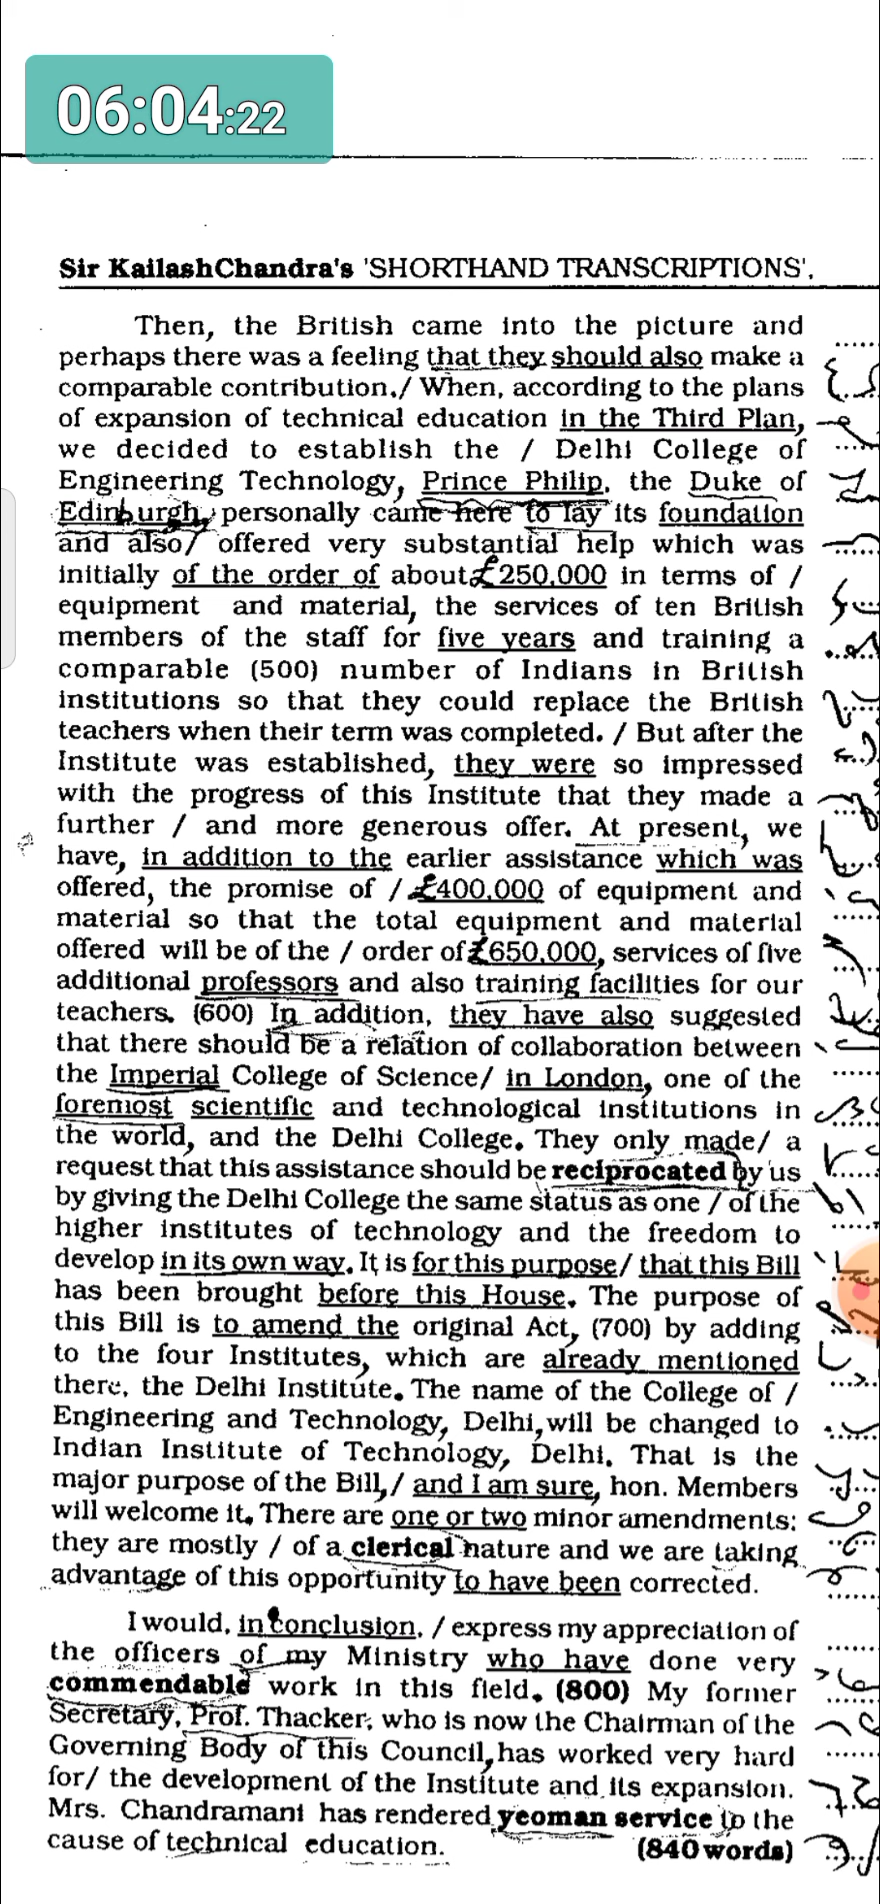 06:04:22
Sir KailashChandra's 'SHORTHAND TRANSCRIPTIONS'.
Then, the British came into the picture and
perhaps there was a feeling that they should also make a
comparable contribution./ When, according to the plans
of expansion of technical education in the Third Plan,
we decided to establish the / Delhi College of
Engineering Technology, Prince Philip, the Duke of
Edinburgh, personally came here to lay its foundation
and also/ offered very substantial help which was
initially of the order of about £250,000 in terms of /
equipment and material, the services of ten British
members of the staff for five years and training a
comparable (500) number of Indians in British
institutions so that they could replace the British
teachers when their term was completed. / But after the
Institute was established, they were so impressed
with the progress of this Institute that they made a
further / and more generous offer. At present, we
have, in addition to the earlier assistance which was
offered, the promise of / £400,000 of equipment and
material so that the total equipment and material
offered will be of the / order of £650,000, services of five
additional professors and also training facilities for our
teachers. (600) In addition, they have also suggested
that there should be a relation of collaboration between
the Imperial College of Science/ in London, one of the
foremost scientific and technological institutions in
the world, and the Delhi College. They only made/ a
request that this assistance should be reciprocated by us
by giving the Delhi College the same status as one / of the
higher institutes of technology and the freedom to
develop in its own way. It is for this purpose/ that this Bill
has been brought before this House. The purpose of
this Bill is to amend the original Act, (700) by adding
to the four Institutes, which are already mentioned
there, the Delhi Institute. The name of the College of /
Engineering and Technology, Delhi, will be changed to
Indian Institute of Technology, Delhi. That is the
major purpose of the Bill,/ and I am sure, hon. Members
will welcome it. There are one or two minor amendments;
they are mostly / of a clerical nature and we are taking
advantage of this opportunity to have been corrected.
I would, in conclusion, / express my appreciation of
the officers of my Ministry who have done very
commendable work in this field. (800) My former
Secretary, Prof. Thacker, who is now the Chairman of the
Governing Body of this Council, has worked very hard
for/ the development of the Institute and its expansion.
Mrs. Chandramani has rendered yeoman service to the
cause of technical education. (840 words)